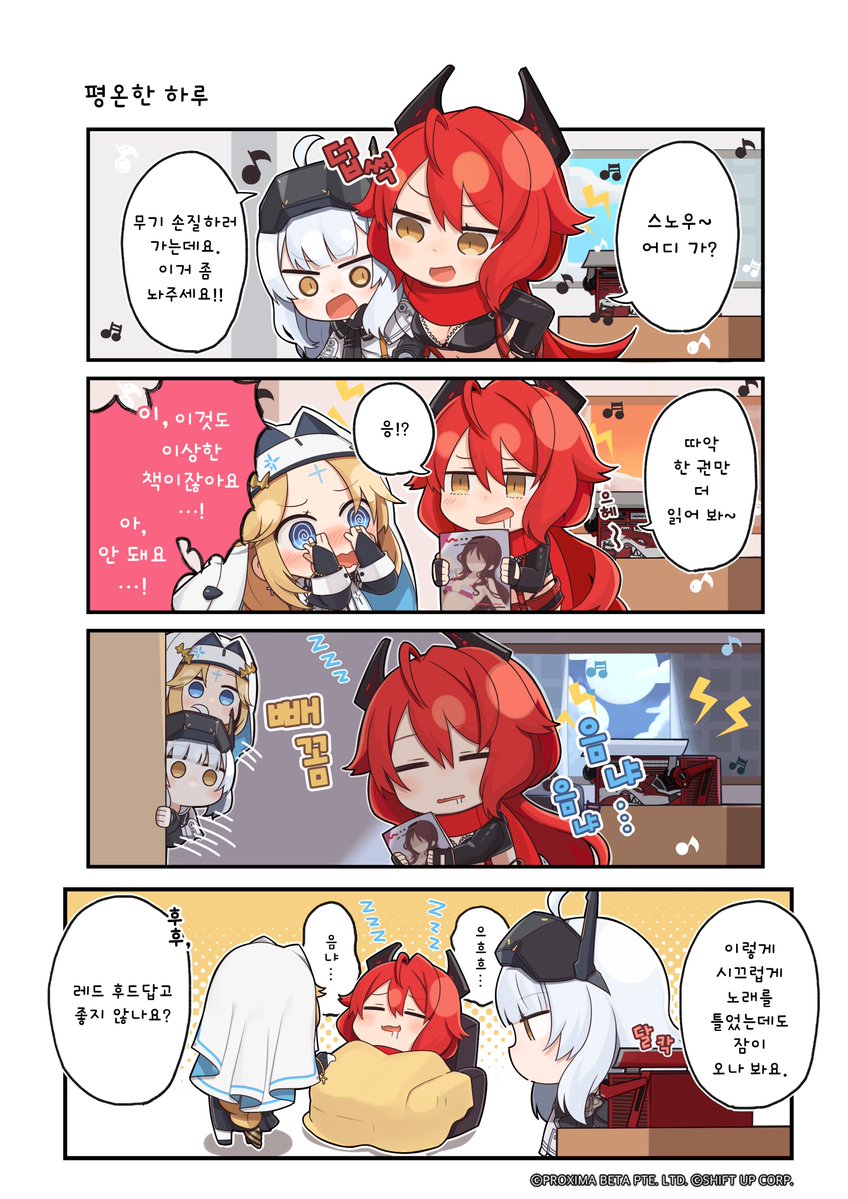 평온한 하루
스노우~
어디 가?
덥썩
무기 손질하러
가는데요.
이거 좀
놔주세요!!
따악
한 권만
더
읽어 봐~
으헤
응!?
이, 이것도
이상한
책이잖아요
…!
아,
안 돼요
…!
zzz
빼꼼
음냐…
음냐…
이렇게
시끄럽게
노래를
틀었는데도
잠이
오나 봐요.
달칵
으흐흐…
zzz
zzz
음냐…
후후,
레드 후드답고
좋지 않나요?
©PROXIMA BETA PTE. LTD. ©SHIFT UP CORP.